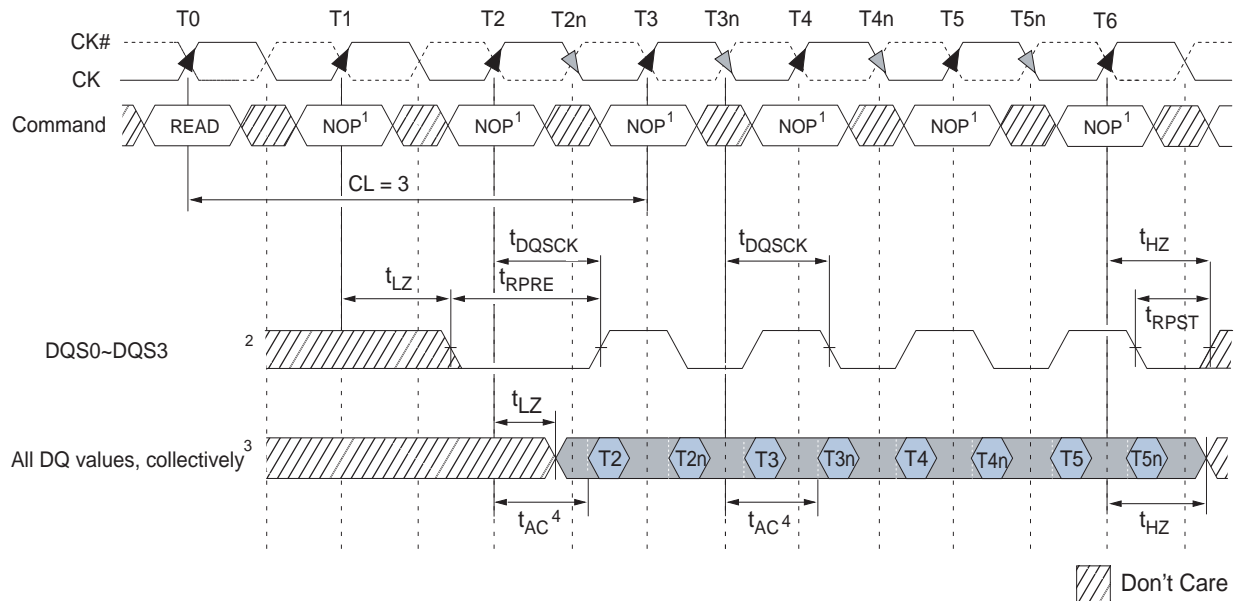 T0 T1 T2 T2n T3 T3n T4 T4n T5 T5n T6
CK#
CK
Command READ NOP1 NOP1 NOP1 NOP1 NOP1 NOP1
CL = 3
tDQSCK tDQSCK tHZ
tLZ tRPRE
tRPST
DQS0~DQS3 2
tLZ
All DQ values, collectively3 T2 T2n T3 T3n T4 T4n T5 T5n
tAC4 tAC4 tHZ
Don't Care